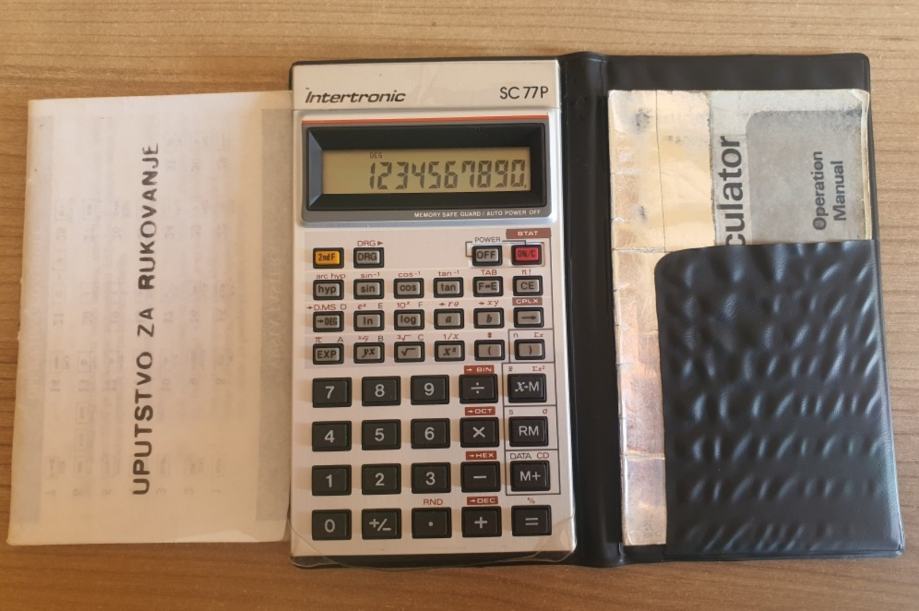 UPUTSTVO ZA RUKOVANJE
intertronic SC 77P
DEG
1234567890.
MEMORY SAFE GUARD / AUTO POWER OFF
DRG► POWER STAT
2ndF DRG OFF ON/C
arc hyp sin⁻¹ cos⁻¹ tan⁻¹ TAB n!
hyp sin cos tan F↔E CE
→D.MS D eˣ E 10ˣ F →rθ →xy CPLX
→DEG ln log a b →
π A ˣ√y B ³√ C 1/x n Σx
EXP yˣ √ x² ( )
→BIN Σx²
7 8 9 ÷ x→M
→OCT s σ
4 5 6 × RM
→HEX DATA CD
1 2 3 − M+
RND →DEC %
0 +/− · + =
culator
Operation
Manual